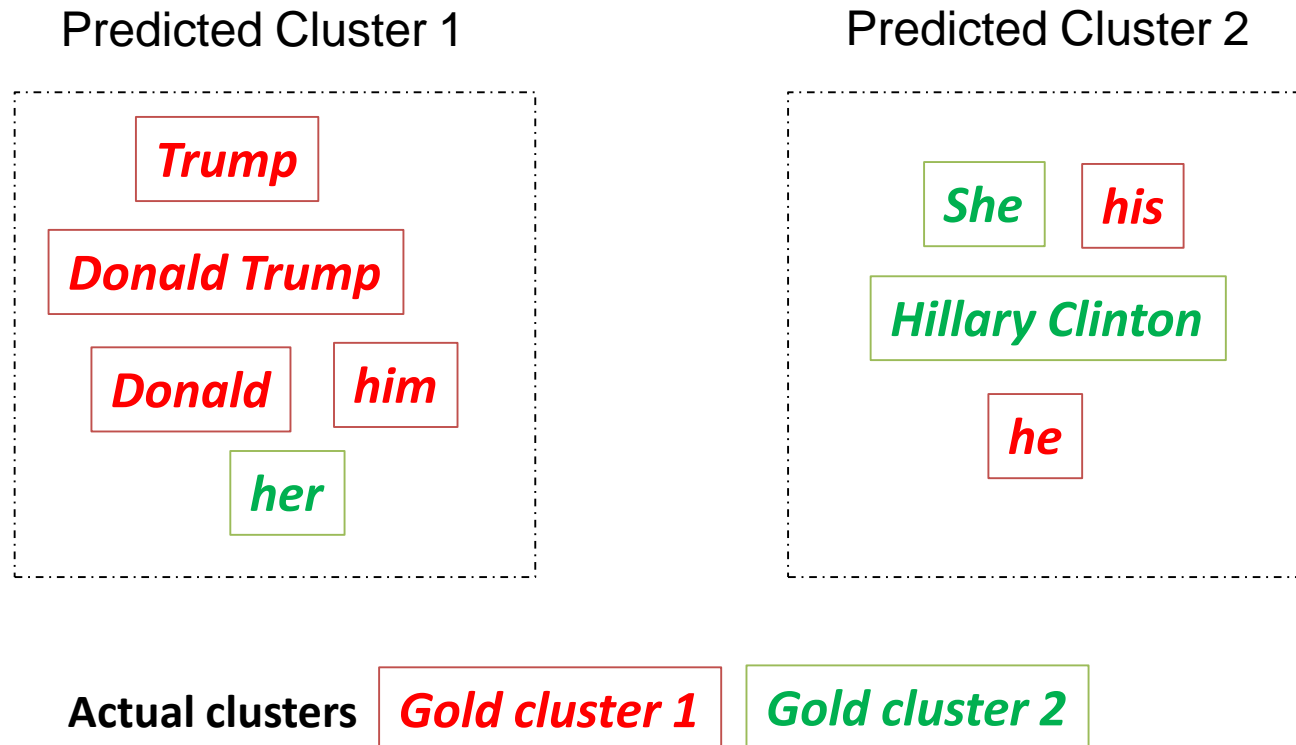 Predicted Cluster 1
Predicted Cluster 2
Trump
Donald Trump
Donald
him
her
She
his
Hillary Clinton
he
Actual clusters
Gold cluster 1
Gold cluster 2